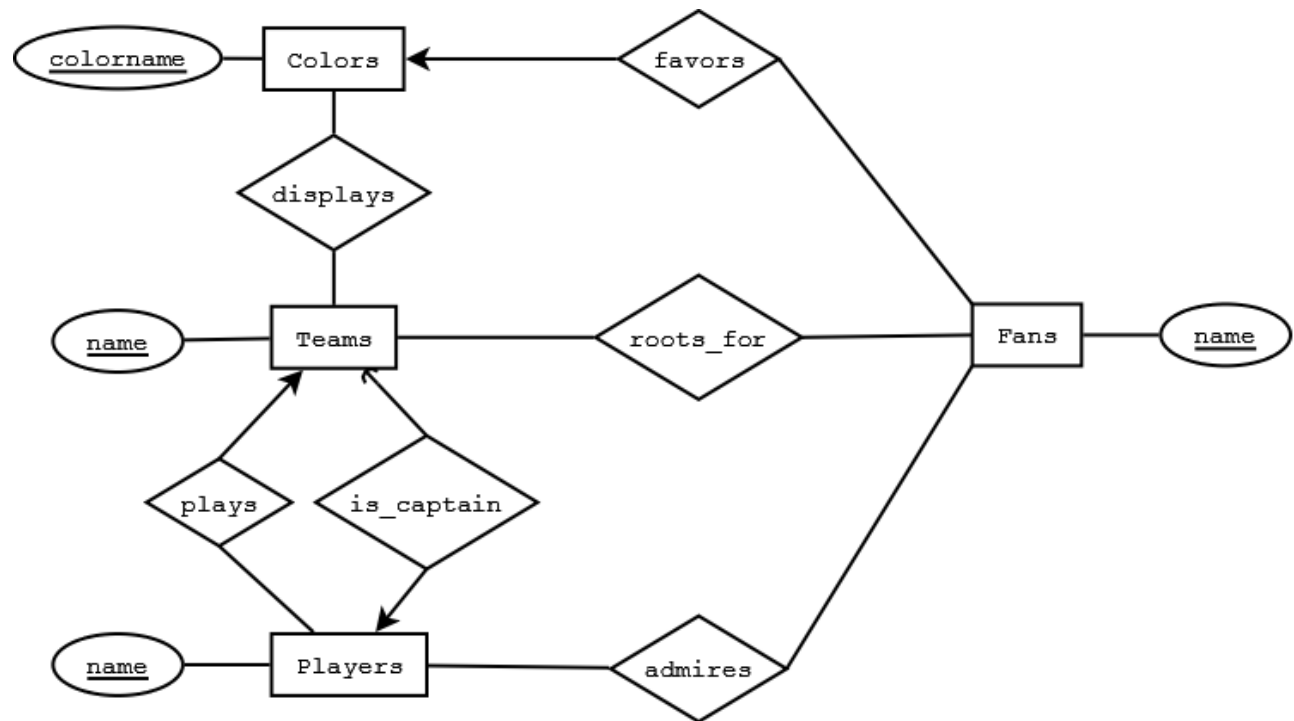 colorname
Colors
favors
displays
name
Teams
roots_for
Fans
name
plays
is_captain
name
Players
admires